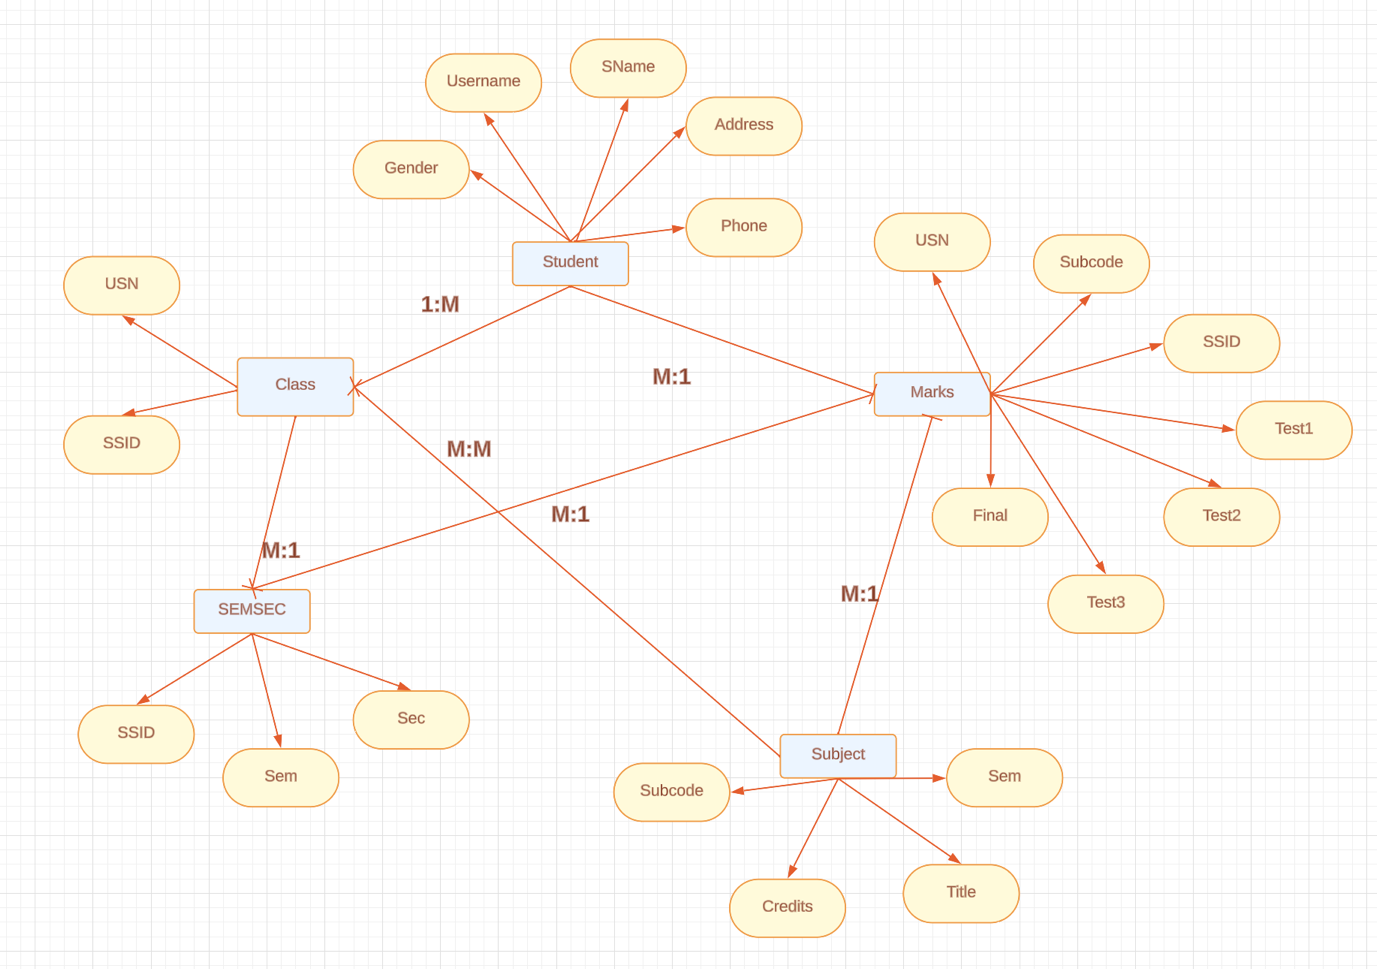 SName
Username
Address
Gender
Phone
USN
Student
Subcode
USN
1:M
SSID
M:1
Class
Marks
Test1
SSID
M:M
M:1
Final
Test2
M:1
M:1
Test3
SEMSEC
Sec
SSID
Subject
Sem
Sem
Subcode
Title
Credits